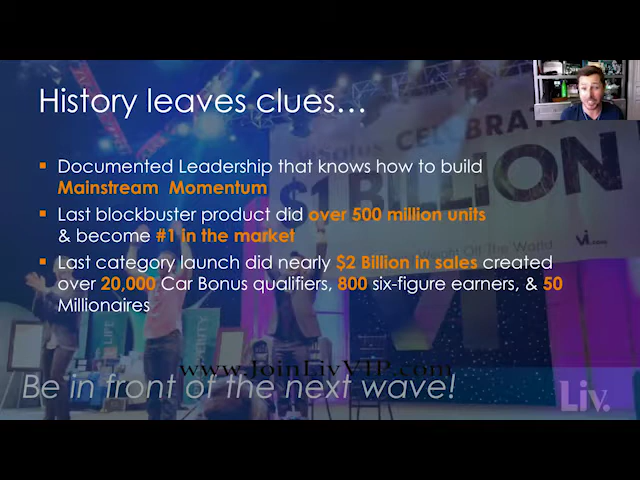 History leaves clues…
▪ Documented Leadership that knows how to build
Mainstream Momentum
▪ Last blockbuster product did over 500 million units
& become #1 in the market
▪ Last category launch did nearly $2 Billion in sales created
over 20,000 Car Bonus qualifiers, 800 six-figure earners, & 50
Millionaires
CELEBRAT
$1 BILLION
Vi
www.JoinLivVIP.com
Be in front of the next wave!
Liv.